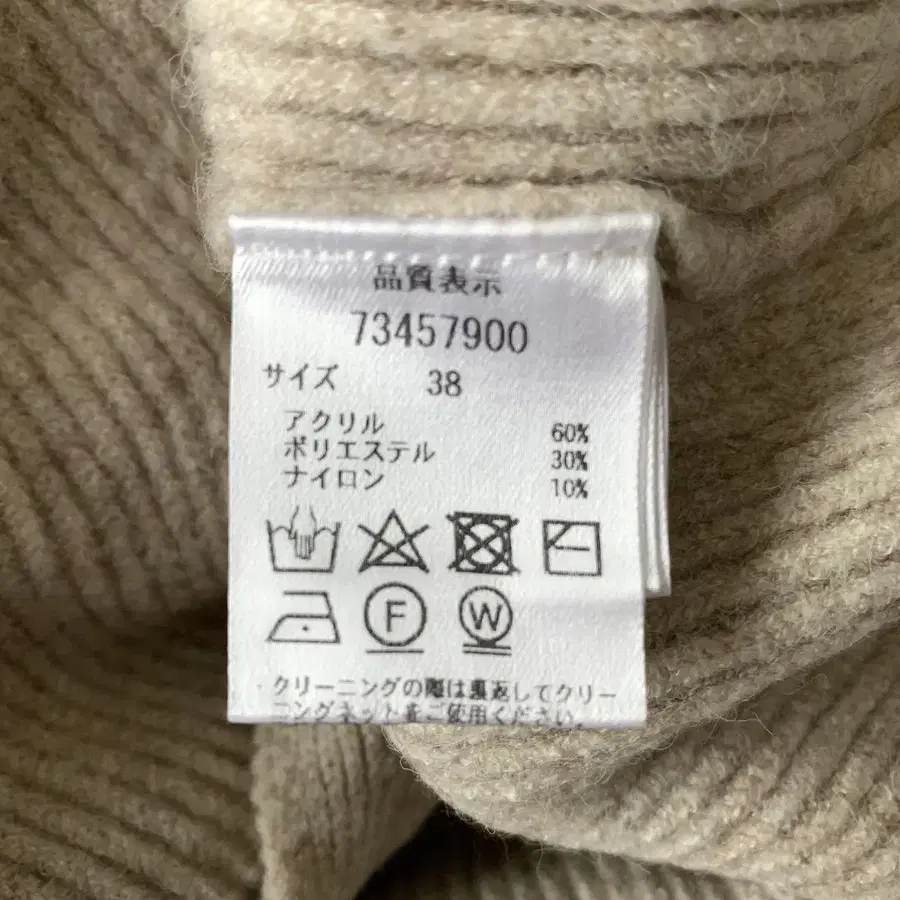 品質表示
73457900
サイズ 38
アクリル 60%
ポリエステル 30%
ナイロン 10%
F W
クリーニングの際は裏返してクリー
ニングネットをご使用ください。